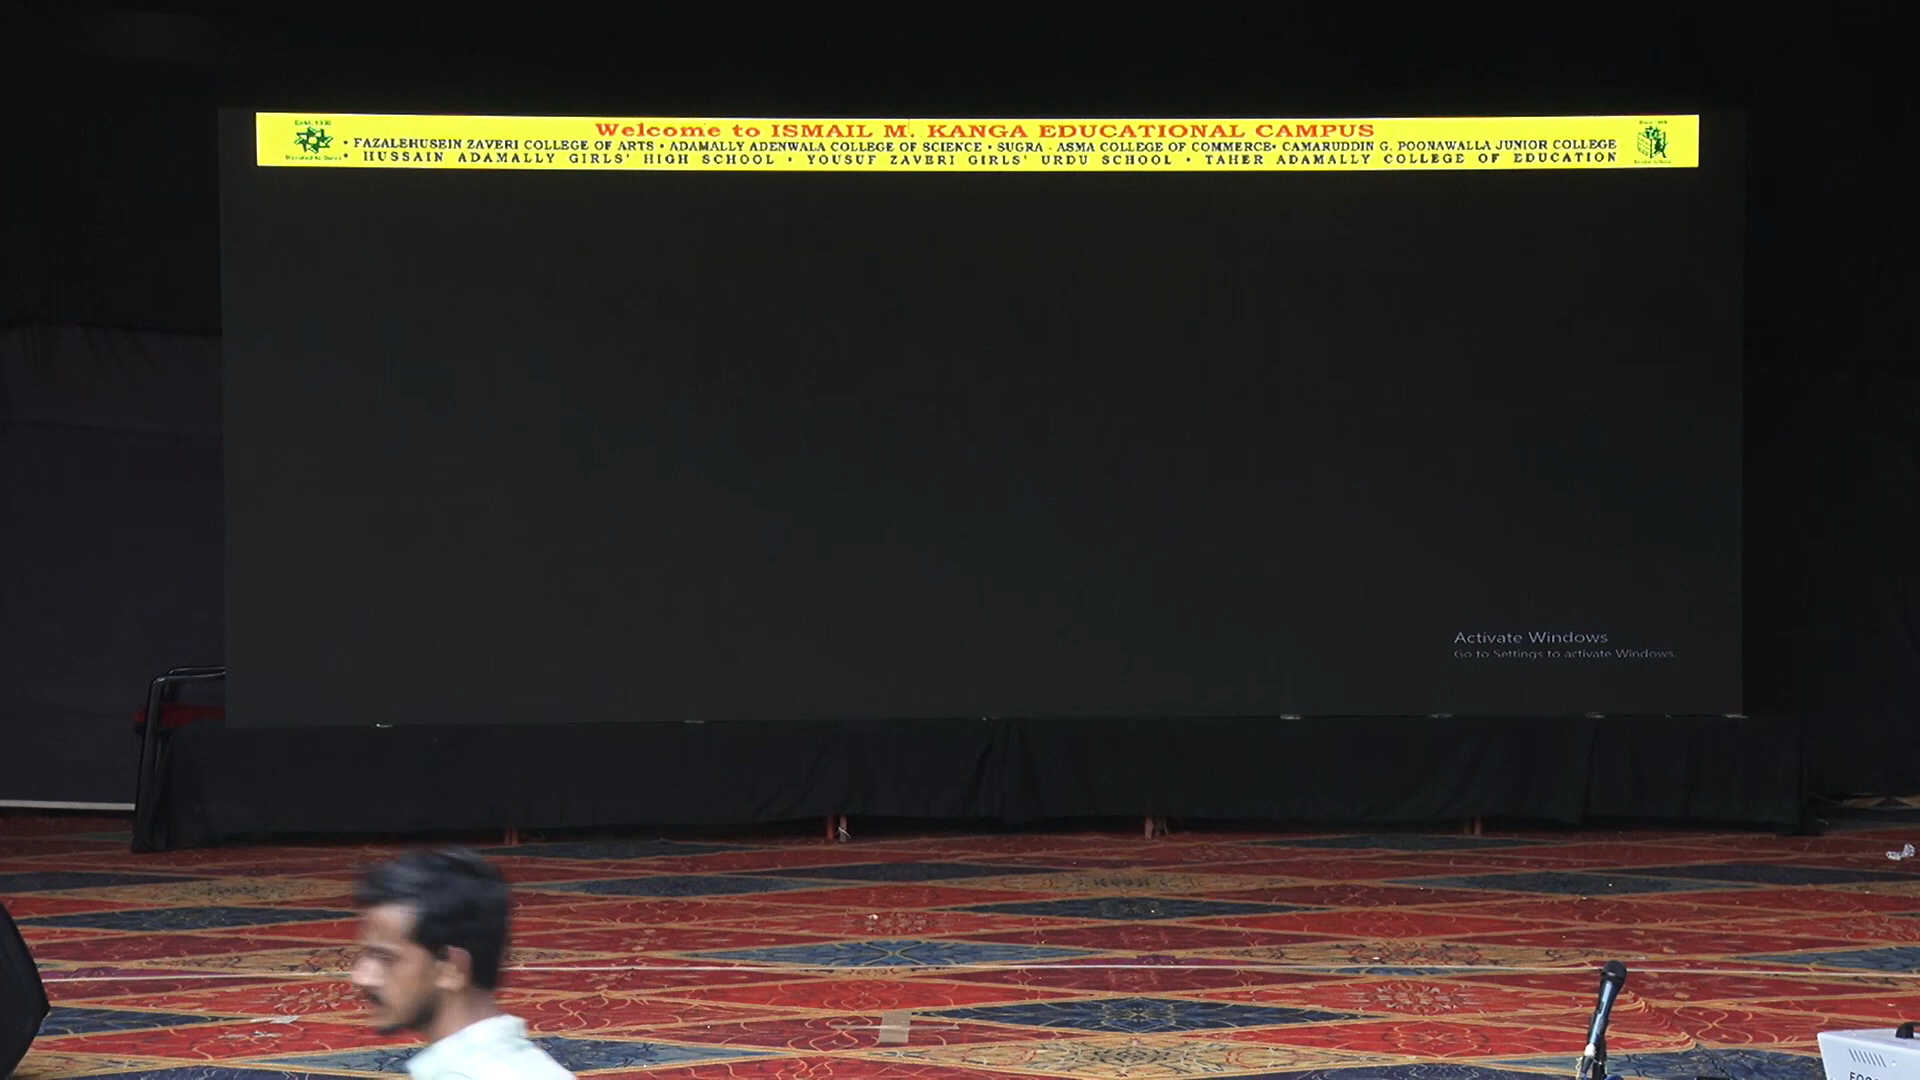 Welcome to ISMAIL M. KANGA EDUCATIONAL CAMPUS
• FAZALEHUSEIN ZAVERI COLLEGE OF ARTS • ADAMALLY ADENWALA COLLEGE OF SCIENCE • SUGRA - ASMA COLLEGE OF COMMERCE• CAMARUDDIN G. POONAWALLA JUNIOR COLLEGE
• HUSSAIN ADAMALLY GIRLS' HIGH SCHOOL • YOUSUF ZAVERI GIRLS' URDU SCHOOL • TAHER ADAMALLY COLLEGE OF EDUCATION
Activate Windows
Go to Settings to activate Windows.